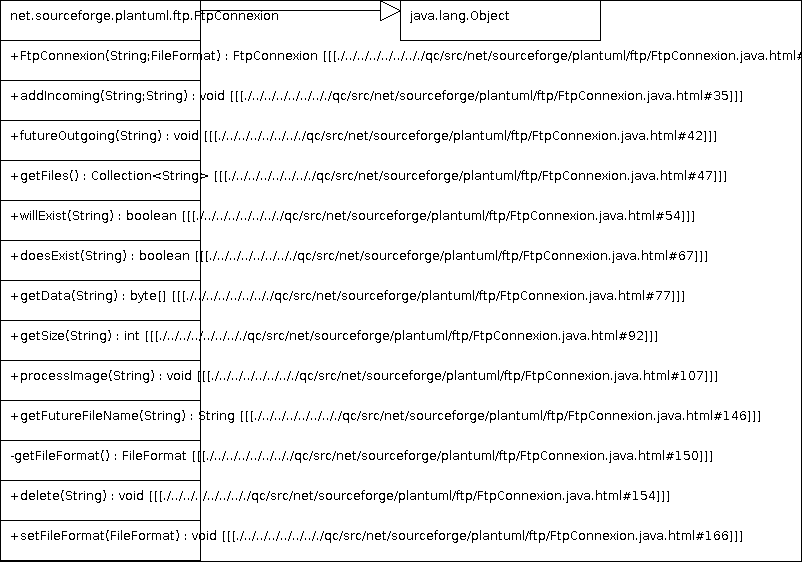 net.sourceforge.plantuml.ftp.FtpConnexion
java.lang.Object
+FtpConnexion(String;FileFormat) : FtpConnexion [[[./../../../../../../qc/src/net/sourceforge/plantuml/ftp/FtpConnexion.java.html#
+addIncoming(String;String) : void [[[./../../../../../../qc/src/net/sourceforge/plantuml/ftp/FtpConnexion.java.html#35]]]
+futureOutgoing(String) : void [[[./../../../../../../qc/src/net/sourceforge/plantuml/ftp/FtpConnexion.java.html#42]]]
+getFiles() : Collection<String> [[[./../../../../../../qc/src/net/sourceforge/plantuml/ftp/FtpConnexion.java.html#47]]]
+willExist(String) : boolean [[[./../../../../../../qc/src/net/sourceforge/plantuml/ftp/FtpConnexion.java.html#54]]]
+doesExist(String) : boolean [[[./../../../../../../qc/src/net/sourceforge/plantuml/ftp/FtpConnexion.java.html#67]]]
+getData(String) : byte[] [[[./../../../../../../qc/src/net/sourceforge/plantuml/ftp/FtpConnexion.java.html#77]]]
+getSize(String) : int [[[./../../../../../../qc/src/net/sourceforge/plantuml/ftp/FtpConnexion.java.html#92]]]
+processImage(String) : void [[[./../../../../../../qc/src/net/sourceforge/plantuml/ftp/FtpConnexion.java.html#107]]]
+getFutureFileName(String) : String [[[./../../../../../../qc/src/net/sourceforge/plantuml/ftp/FtpConnexion.java.html#146]]]
-getFileFormat() : FileFormat [[[./../../../../../../qc/src/net/sourceforge/plantuml/ftp/FtpConnexion.java.html#150]]]
+delete(String) : void [[[./../../../../../../qc/src/net/sourceforge/plantuml/ftp/FtpConnexion.java.html#154]]]
+setFileFormat(FileFormat) : void [[[./../../../../../../qc/src/net/sourceforge/plantuml/ftp/FtpConnexion.java.html#166]]]